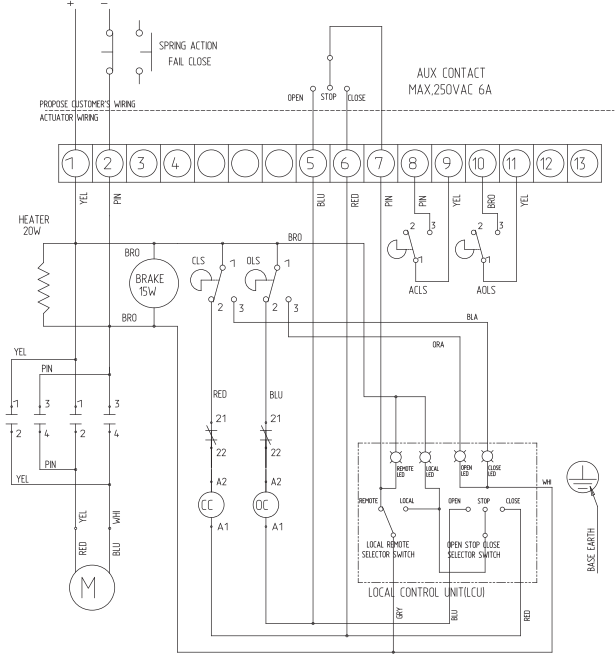 + −
SPRING ACTION
FAIL CLOSE
AUX CONTACT
MAX,250VAC 6A
OPEN STOP CLOSE
PROPOSE CUSTOMER'S WIRING
ACTUATOR WIRING
1 2 3 4 5 6 7 8 9 10 11 12 13
YEL PIN BLU RED PIN PIN YEL BRO YEL
HEATER
20W
BRO
BRAKE
15W
BRO
CLS OLS BRO
1 1
2 3 2 3
2 3 2 3
1 1
ACLS AOLS
BLA
ORA
YEL
PIN
1 3 1 3
2 4 2 4
PIN
YEL
RED BLU
21 21
22 22
A2 A2
CC OC
A1 A1
YEL WHI
RED BLU
M
REMOTE
LED
LOCAL
LED
OPEN
LED
CLOSE
LED
WHI
REMOTE LOCAL OPEN STOP CLOSE
LOCAL REMOTE
SELECTOR SWITCH
OPEN STOP CLOSE
SELECTOR SWITCH
LOCAL CONTROL UNIT(LCU)
GRY BLU RED
BASE EARTH